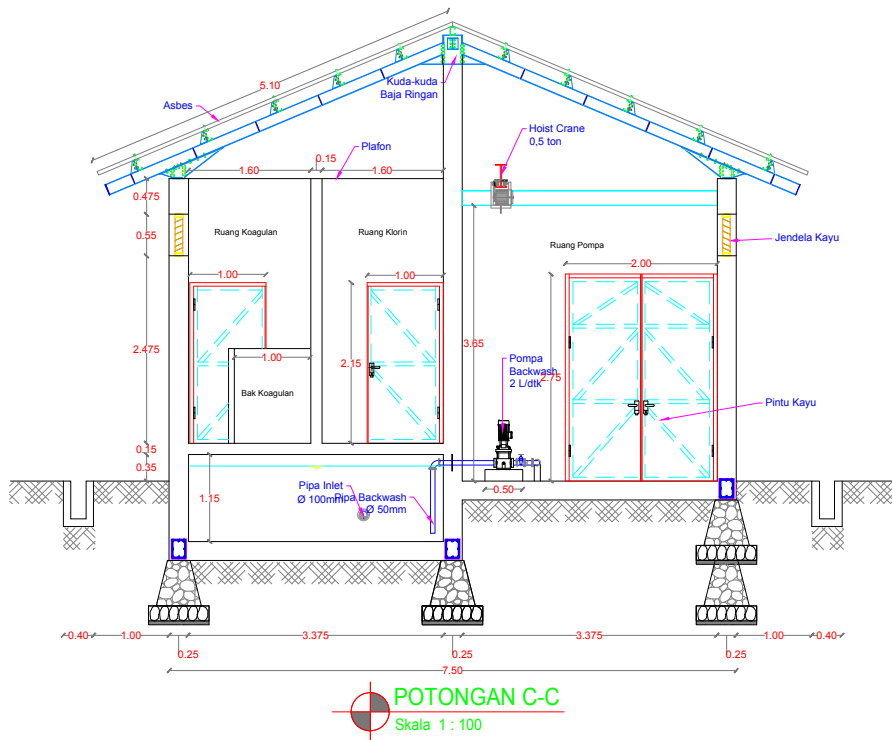 5.10
Kuda-kuda
Baja Ringan
Asbes
Hoist Crane
0,5 ton
Plafon
0.15
1.60
1.60
0.475
Ruang Koagulan
Ruang Klorin
Ruang Pompa
Jendela Kayu
0.55
1.00
1.00
2.00
2.475
2.15
3.65
2.75
1.00
Pompa
Backwash
2 L/dtk
Bak Koagulan
Pintu Kayu
0.15
0.35
1.15
0.50
Pipa Inlet
Ø 100mm
Pipa Backwash
Ø 50mm
0.40
1.00
3.375
3.375
1.00
0.40
0.25
0.25
0.25
7.50
POTONGAN C-C
Skala 1 : 100